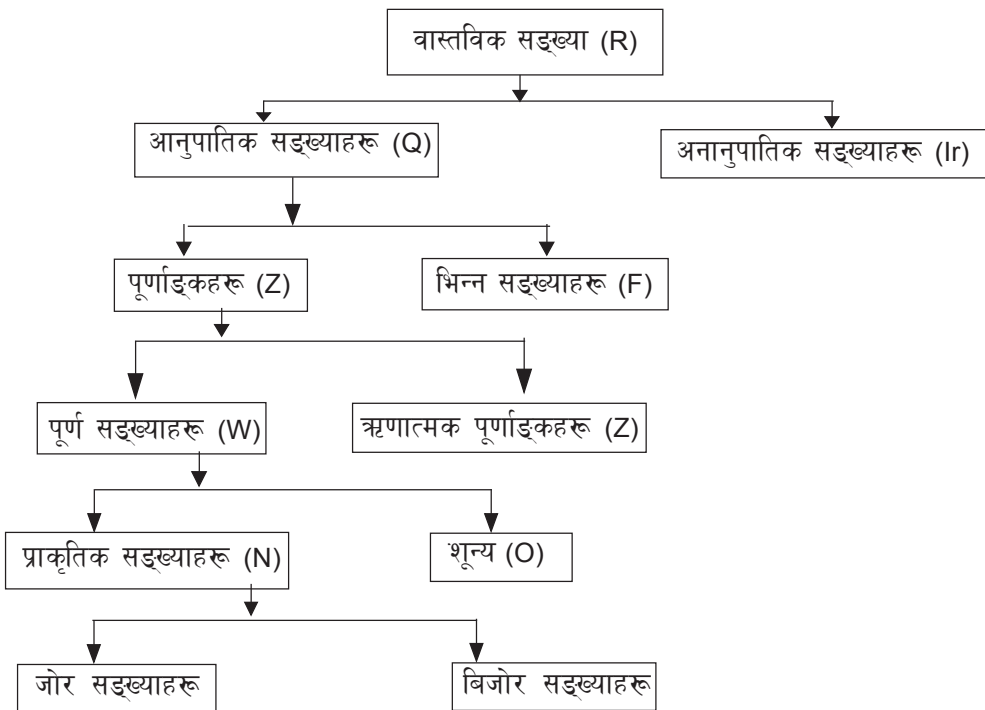 वास्तविक सङ्ख्या (R)
आनुपातिक सङ्ख्याहरू (Q)
अनानुपातिक सङ्ख्याहरू (Ir)
पूर्णाङ्कहरू (Z)
भिन्न सङ्ख्याहरू (F)
पूर्ण सङ्ख्याहरू (W)
ऋणात्मक पूर्णाङ्कहरू (Z)
प्राकृतिक सङ्ख्याहरू (N)
शून्य (O)
जोर सङ्ख्याहरू
बिजोर सङ्ख्याहरू